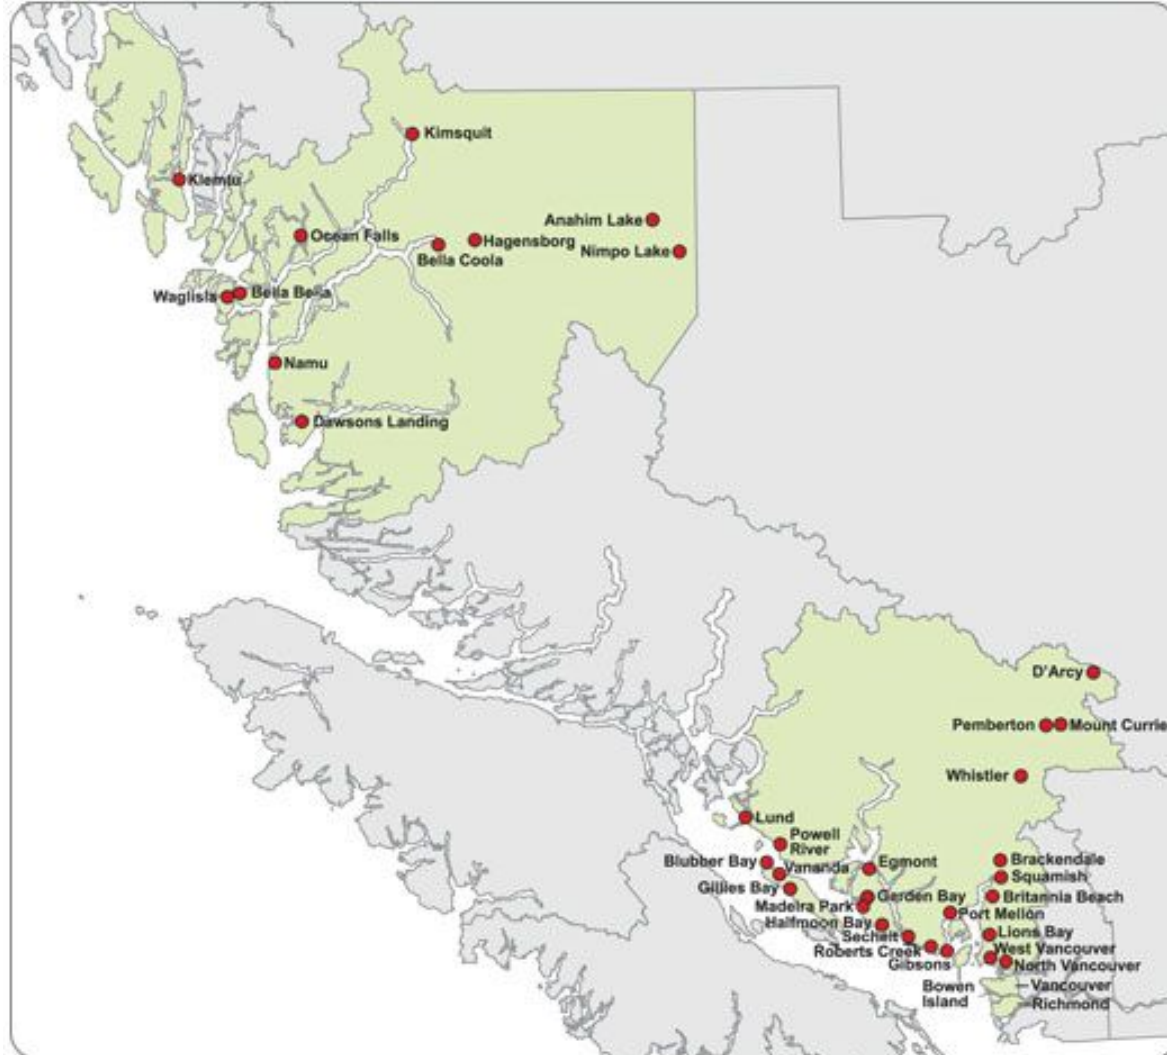 Kimsquit
Klemtu
Anahim Lake
Ocean Falls
Hagensborg
Bella Coola
Nimpo Lake
Waglisla
Bella Bella
Namu
Dawsons Landing
D'Arcy
Pemberton
Mount Currie
Whistler
Lund
Powell
River
Blubber Bay
Vananda
Egmont
Brackendale
Squamish
Gillies Bay
Garden Bay
Britannia Beach
Madeira Park
Port Mellon
Halfmoon Bay
Lions Bay
Sechelt
Roberts Creek
West Vancouver
Gibsons
North Vancouver
Bowen
Island
Vancouver
Richmond